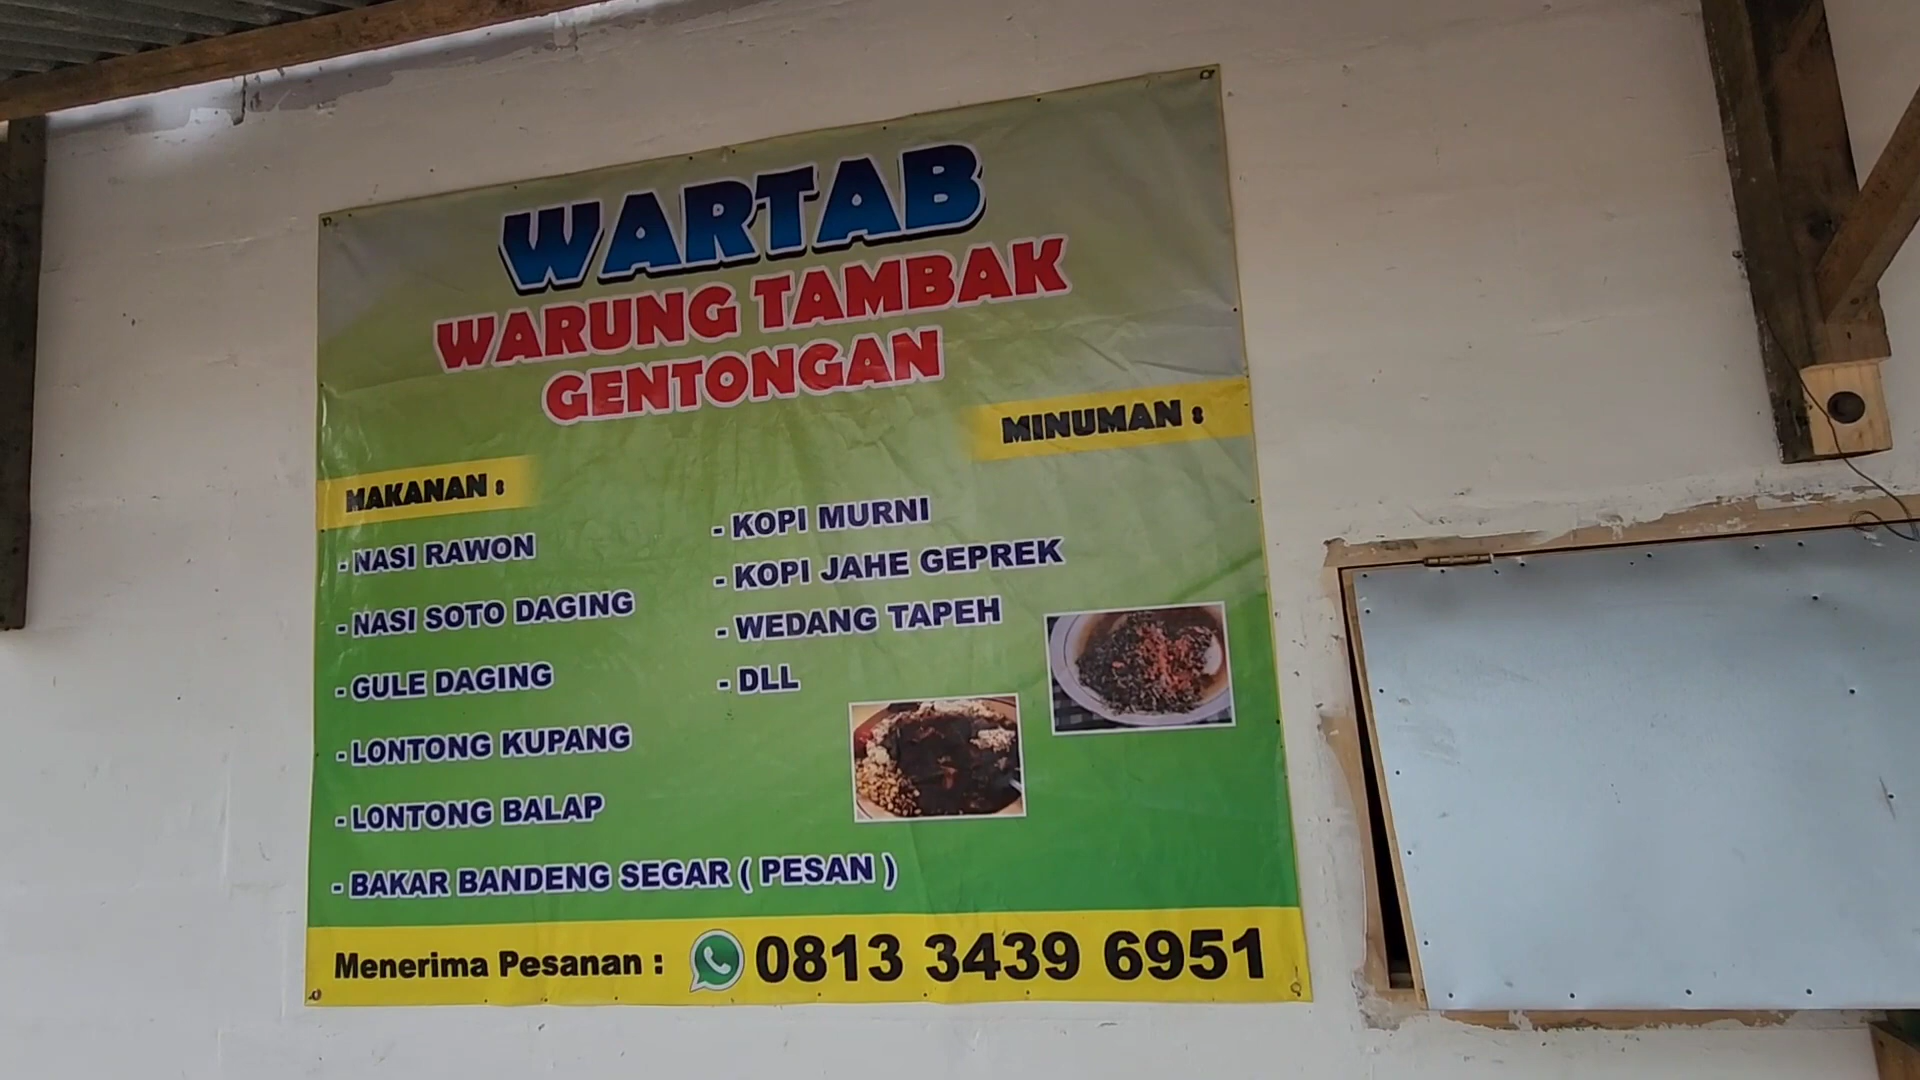 WARTAB
WARUNG TAMBAK
GENTONGAN
MAKANAN :
- NASI RAWON
- NASI SOTO DAGING
- GULE DAGING
- LONTONG KUPANG
- LONTONG BALAP
- BAKAR BANDENG SEGAR ( PESAN )
MINUMAN :
- KOPI MURNI
- KOPI JAHE GEPREK
- WEDANG TAPEH
- DLL
Menerima Pesanan : 0813 3439 6951